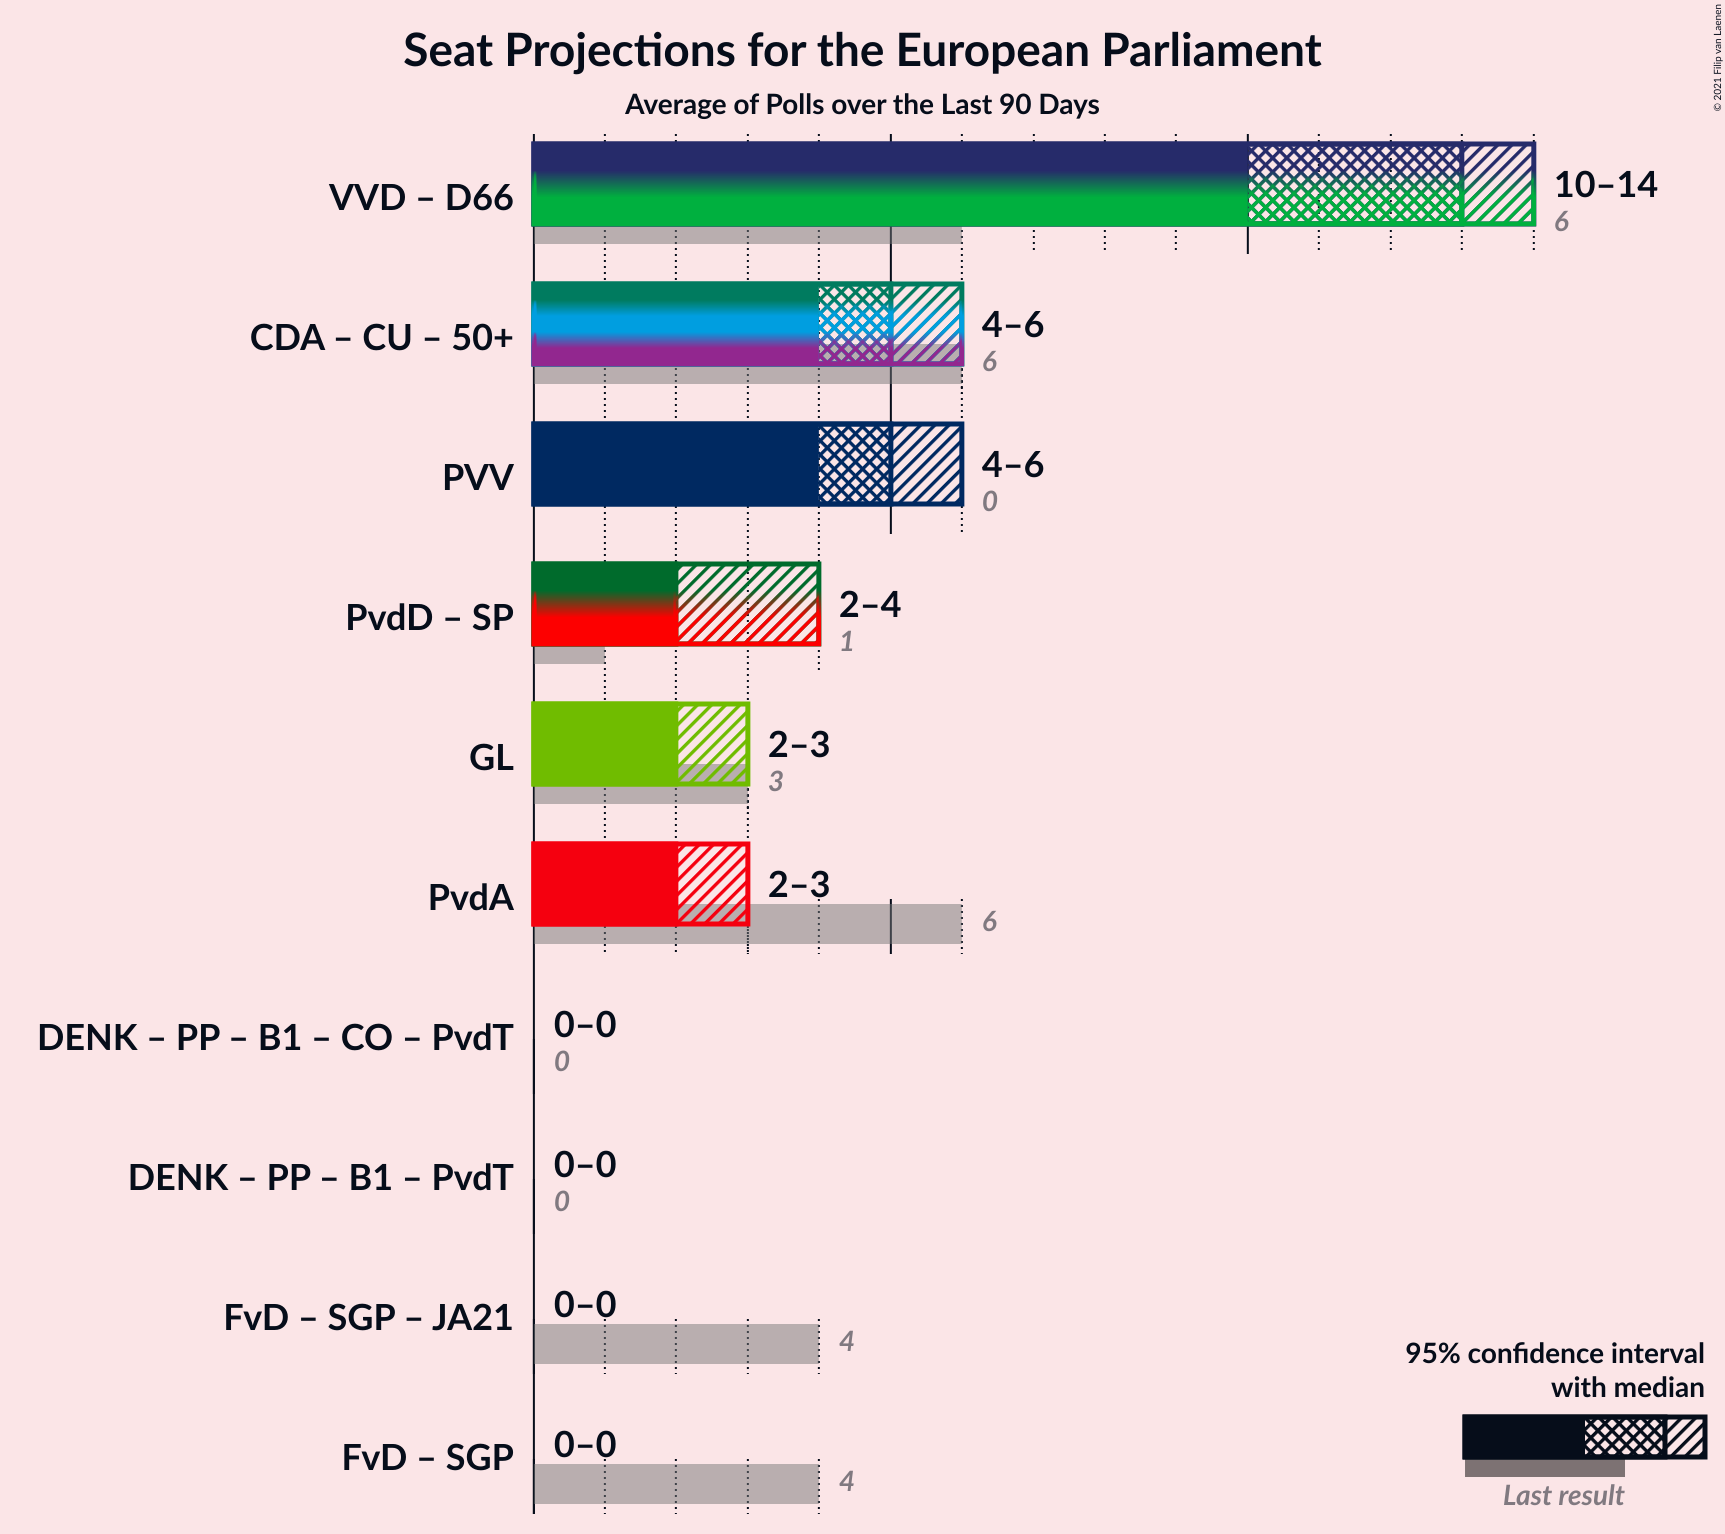 Seat Projections for the European Parliament
Average of Polls over the Last 90 Days
© 2021 Filip van Laenen
VVD – D66
10–14
6
CDA – CU – 50+
4–6
6
PVV
4–6
0
PvdD – SP
2–4
1
GL
2–3
3
PvdA
2–3
6
DENK – PP – B1 – CO – PvdT
0–0
0
DENK – PP – B1 – PvdT
0–0
0
FvD – SGP – JA21
0–0
4
FvD – SGP
0–0
4
95% confidence interval
with median
Last result